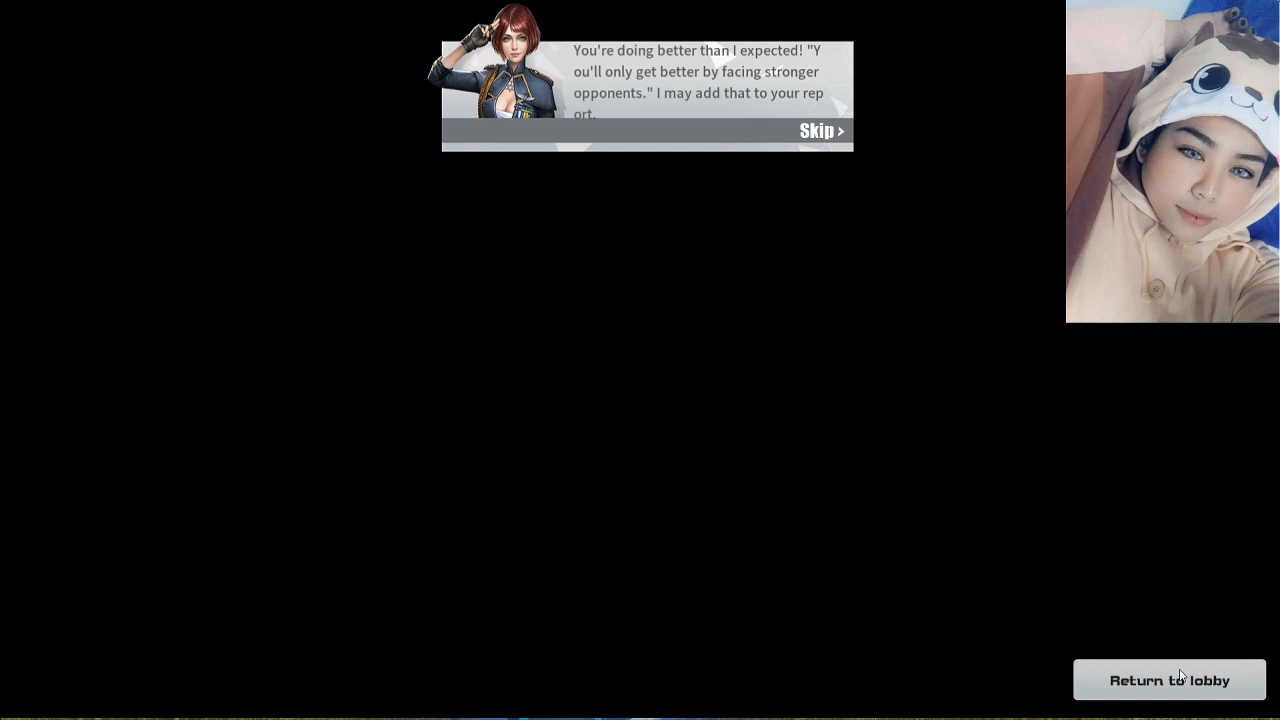 You're doing better than I expected! "Y
ou'll only get better by facing stronger
opponents." I may add that to your rep
ort.
Skip >
Return to lobby